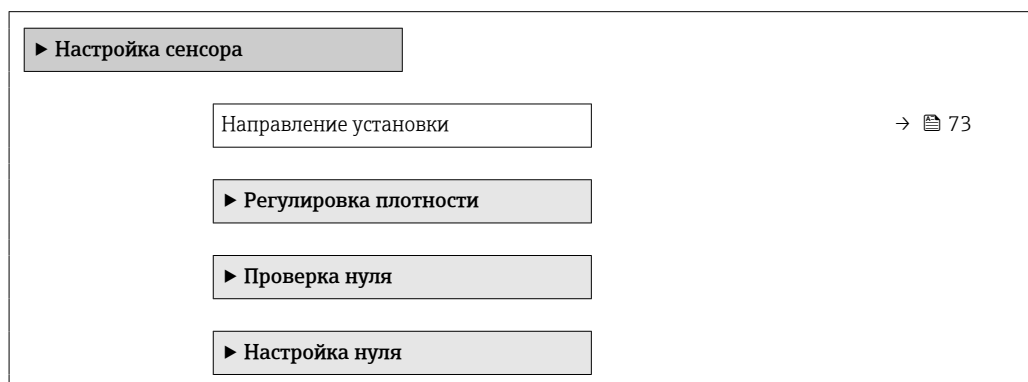 ▶ Настройка сенсора
Направление установки → 🖹 73
▶ Регулировка плотности
▶ Проверка нуля
▶ Настройка нуля